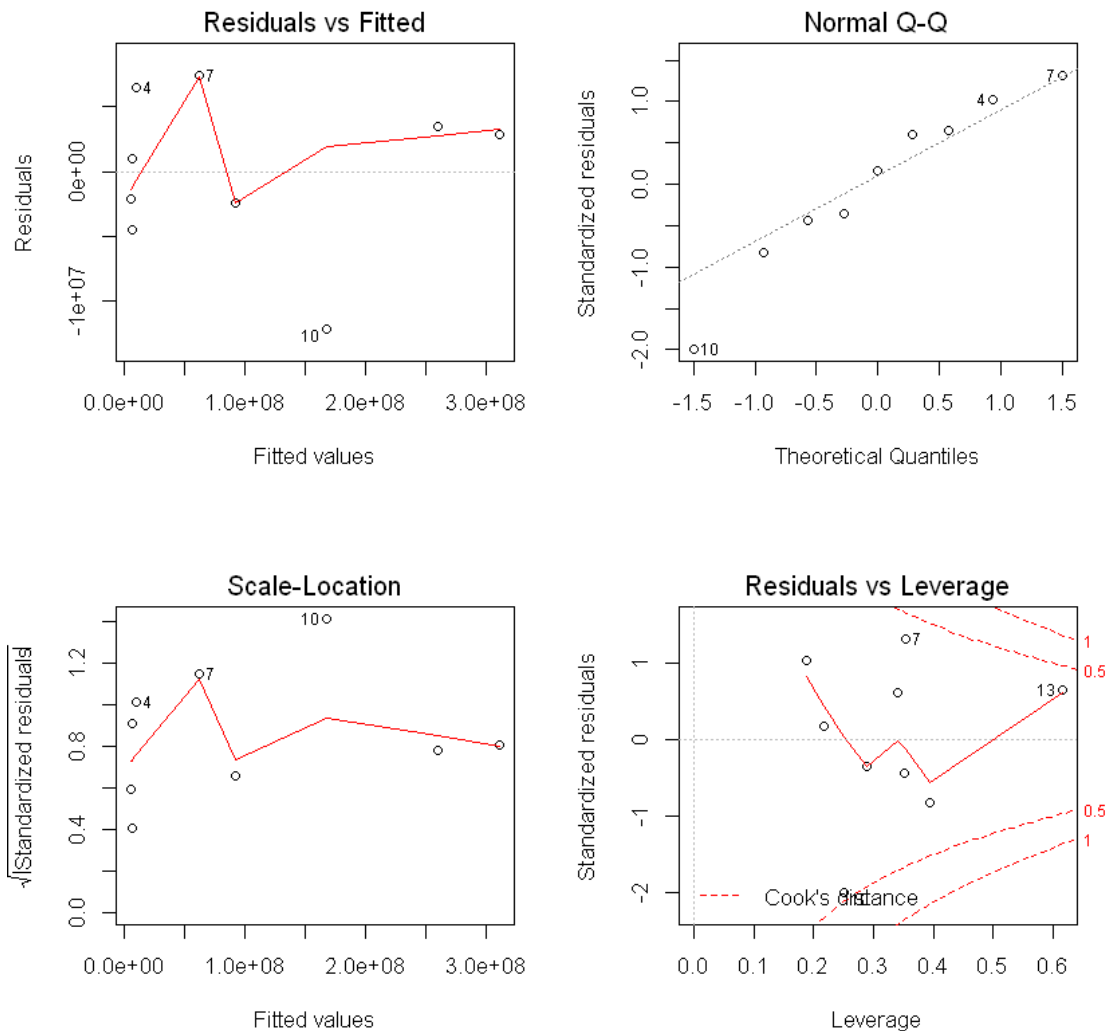 Residuals vs Fitted
Residuals
0e+00
-1e+07
4
7
10
0.0e+00 1.0e+08 2.0e+08 3.0e+08
Fitted values
Normal Q-Q
Standardized residuals
1.0
0.0
-1.0
-2.0
7
4
10
-1.5 -1.0 -0.5 0.0 0.5 1.0 1.5
Theoretical Quantiles
Scale-Location
√|Standardized residuals|
1.2
0.8
0.4
0.0
10
7
4
0.0e+00 1.0e+08 2.0e+08 3.0e+08
Fitted values
Residuals vs Leverage
Standardized residuals
1
0
-1
-2
7
13
1
0.5
0.5
1
Cook's distance
0.0 0.1 0.2 0.3 0.4 0.5 0.6
Leverage